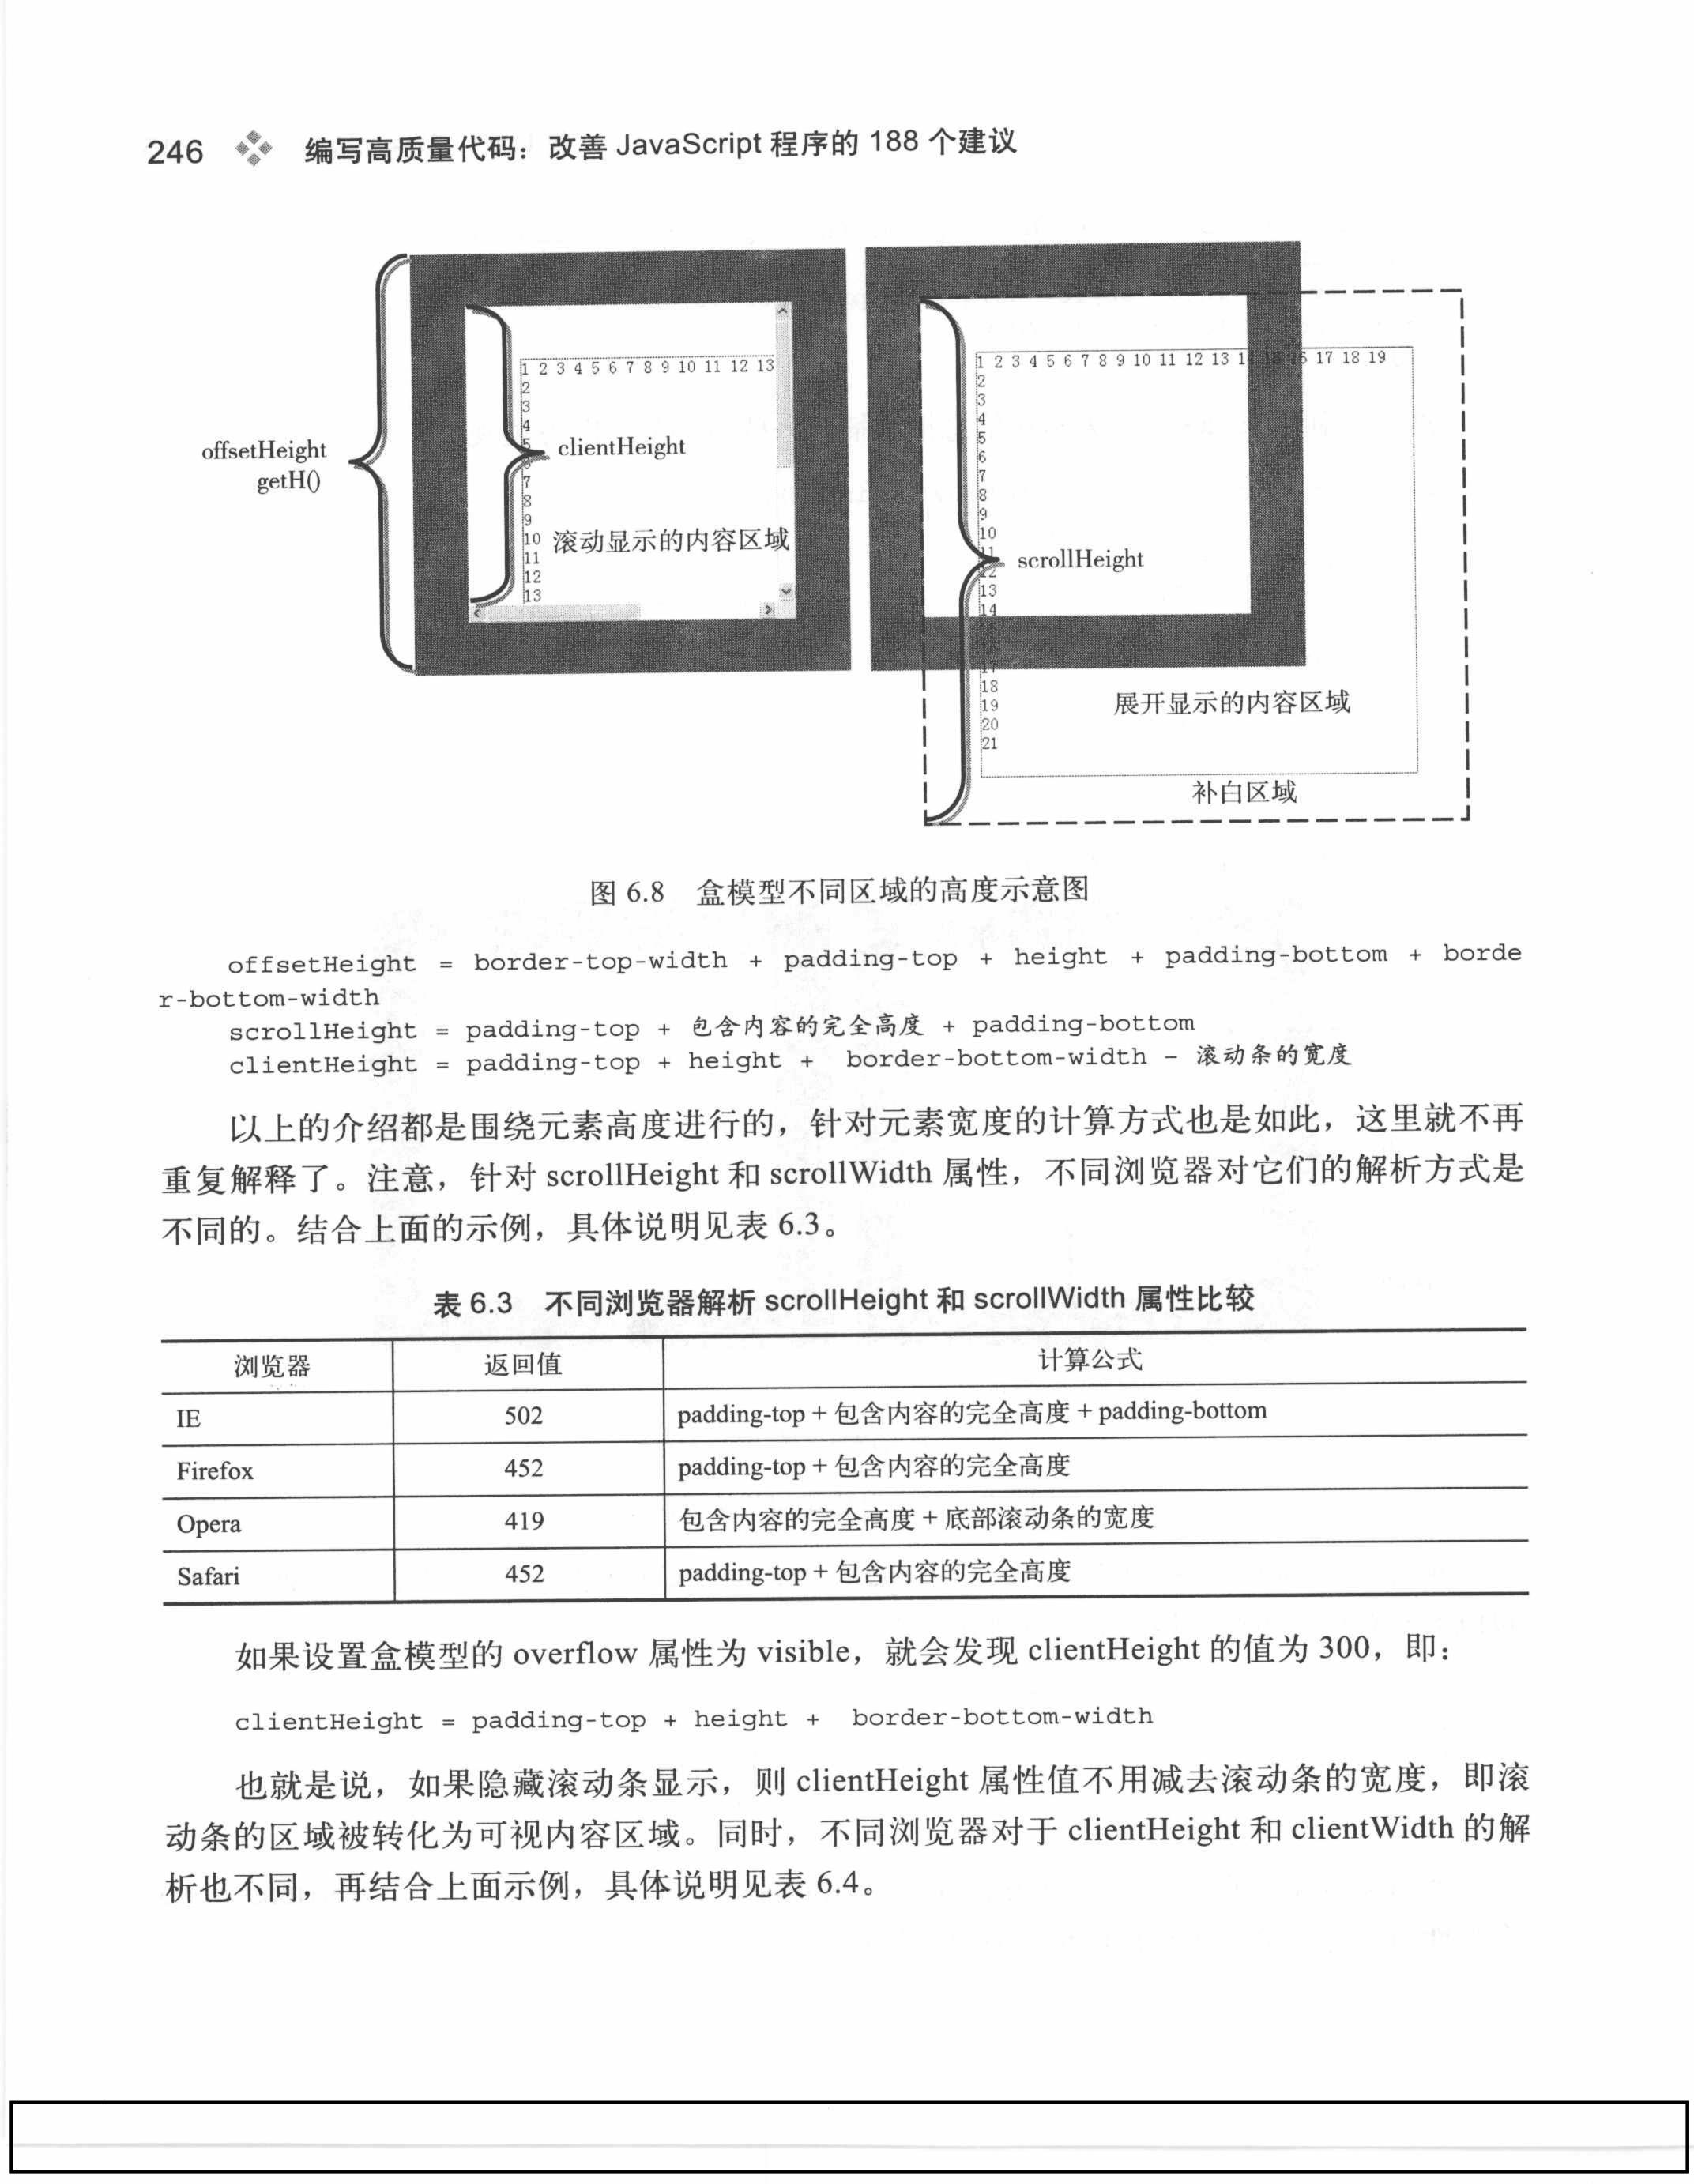 246 编写高质量代码：改善 JavaScript 程序的 188 个建议
offsetHeight
getH()
1 2 3 4 5 6 7 8 9 10 11 12 13
2
3
4
5
7
8
9
10
11
12
13
clientHeight
滚动显示的内容区域
1 2 3 4 5 6 7 8 9 10 11 12 13 14 15 16 17 18 19
2
3
4
5
6
7
8
9
10
11
12
13
14
15
16
17
18
19
20
21
scrollHeight
展开显示的内容区域
补白区域
图 6.8 盒模型不同区域的高度示意图
offsetHeight = border-top-width + padding-top + height + padding-bottom + borde
r-bottom-width
scrollHeight = padding-top + 包含内容的完全高度 + padding-bottom
clientHeight = padding-top + height + border-bottom-width - 滚动条的宽度
以上的介绍都是围绕元素高度进行的，针对元素宽度的计算方式也是如此，这里就不再
重复解释了。注意，针对 scrollHeight 和 scrollWidth 属性，不同浏览器对它们的解析方式是
不同的。结合上面的示例，具体说明见表 6.3。
表 6.3 不同浏览器解析 scrollHeight 和 scrollWidth 属性比较
浏览器 返回值 计算公式
IE 502 padding-top + 包含内容的完全高度 + padding-bottom
Firefox 452 padding-top + 包含内容的完全高度
Opera 419 包含内容的完全高度 + 底部滚动条的宽度
Safari 452 padding-top + 包含内容的完全高度
如果设置盒模型的 overflow 属性为 visible，就会发现 clientHeight 的值为 300，即：
clientHeight = padding-top + height + border-bottom-width
也就是说，如果隐藏滚动条显示，则 clientHeight 属性值不用减去滚动条的宽度，即滚
动条的区域被转化为可视内容区域。同时，不同浏览器对于 clientHeight 和 clientWidth 的解
析也不同，再结合上面示例，具体说明见表 6.4。